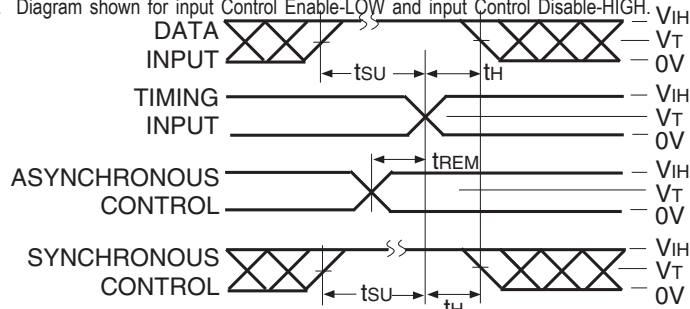 Diagram shown for input Control Enable-LOW and input Control Disable-HIGH.
DATA
INPUT
tSU
tH
VIH
VT
0V
TIMING
INPUT
VIH
VT
0V
ASYNCHRONOUS
CONTROL
tREM
VIH
VT
0V
SYNCHRONOUS
CONTROL
tSU
tH
VIH
VT
0V